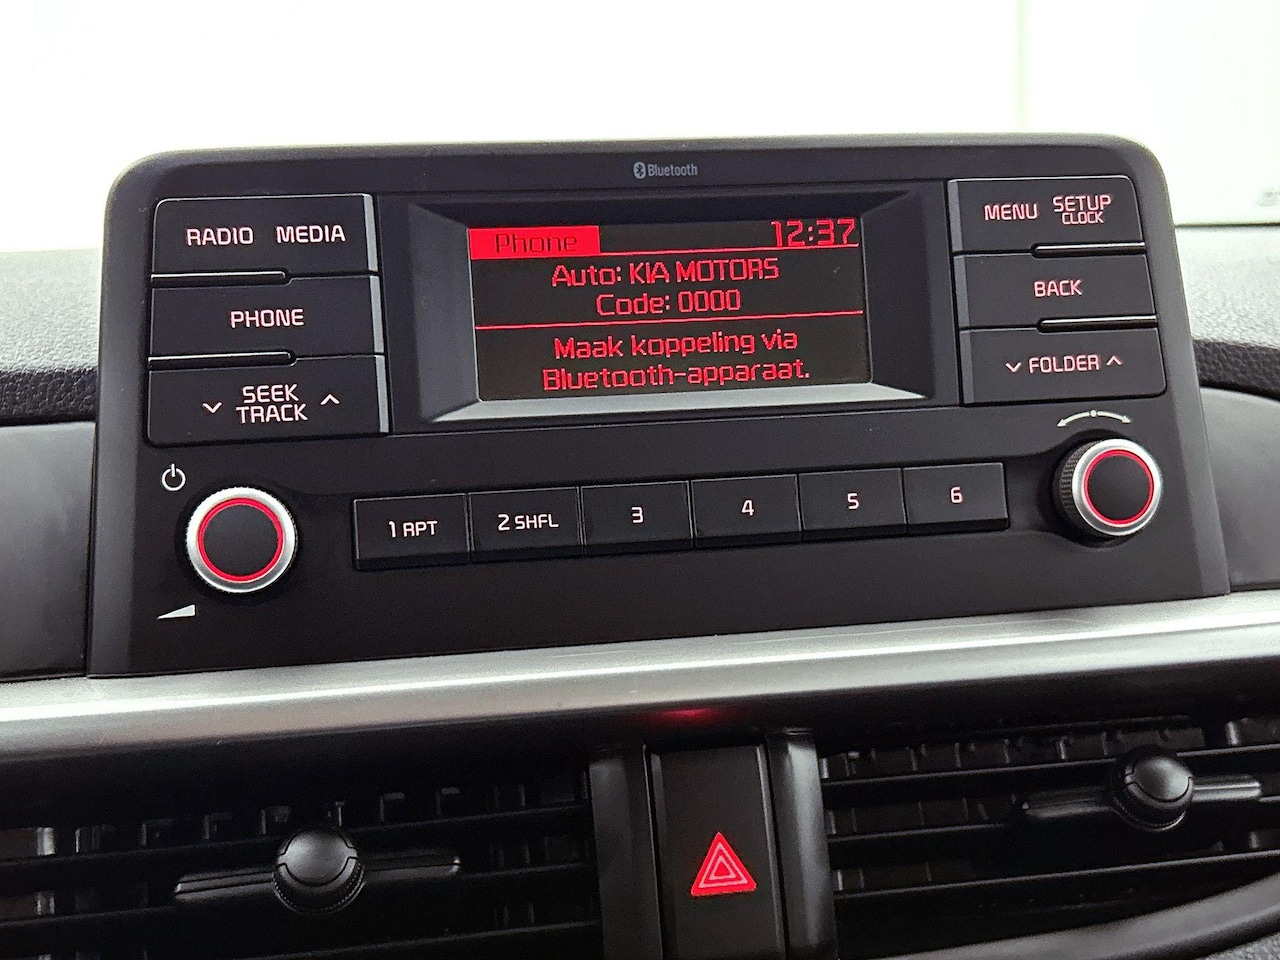 Bluetooth
RADIO MEDIA
PHONE
SEEK
TRACK
Phone 12:37
Auto: KIA MOTORS
Code: 0000
Maak koppeling via
Bluetooth-apparaat.
MENU SETUP
CLOCK
BACK
FOLDER
1 RPT 2 SHFL 3 4 5 6